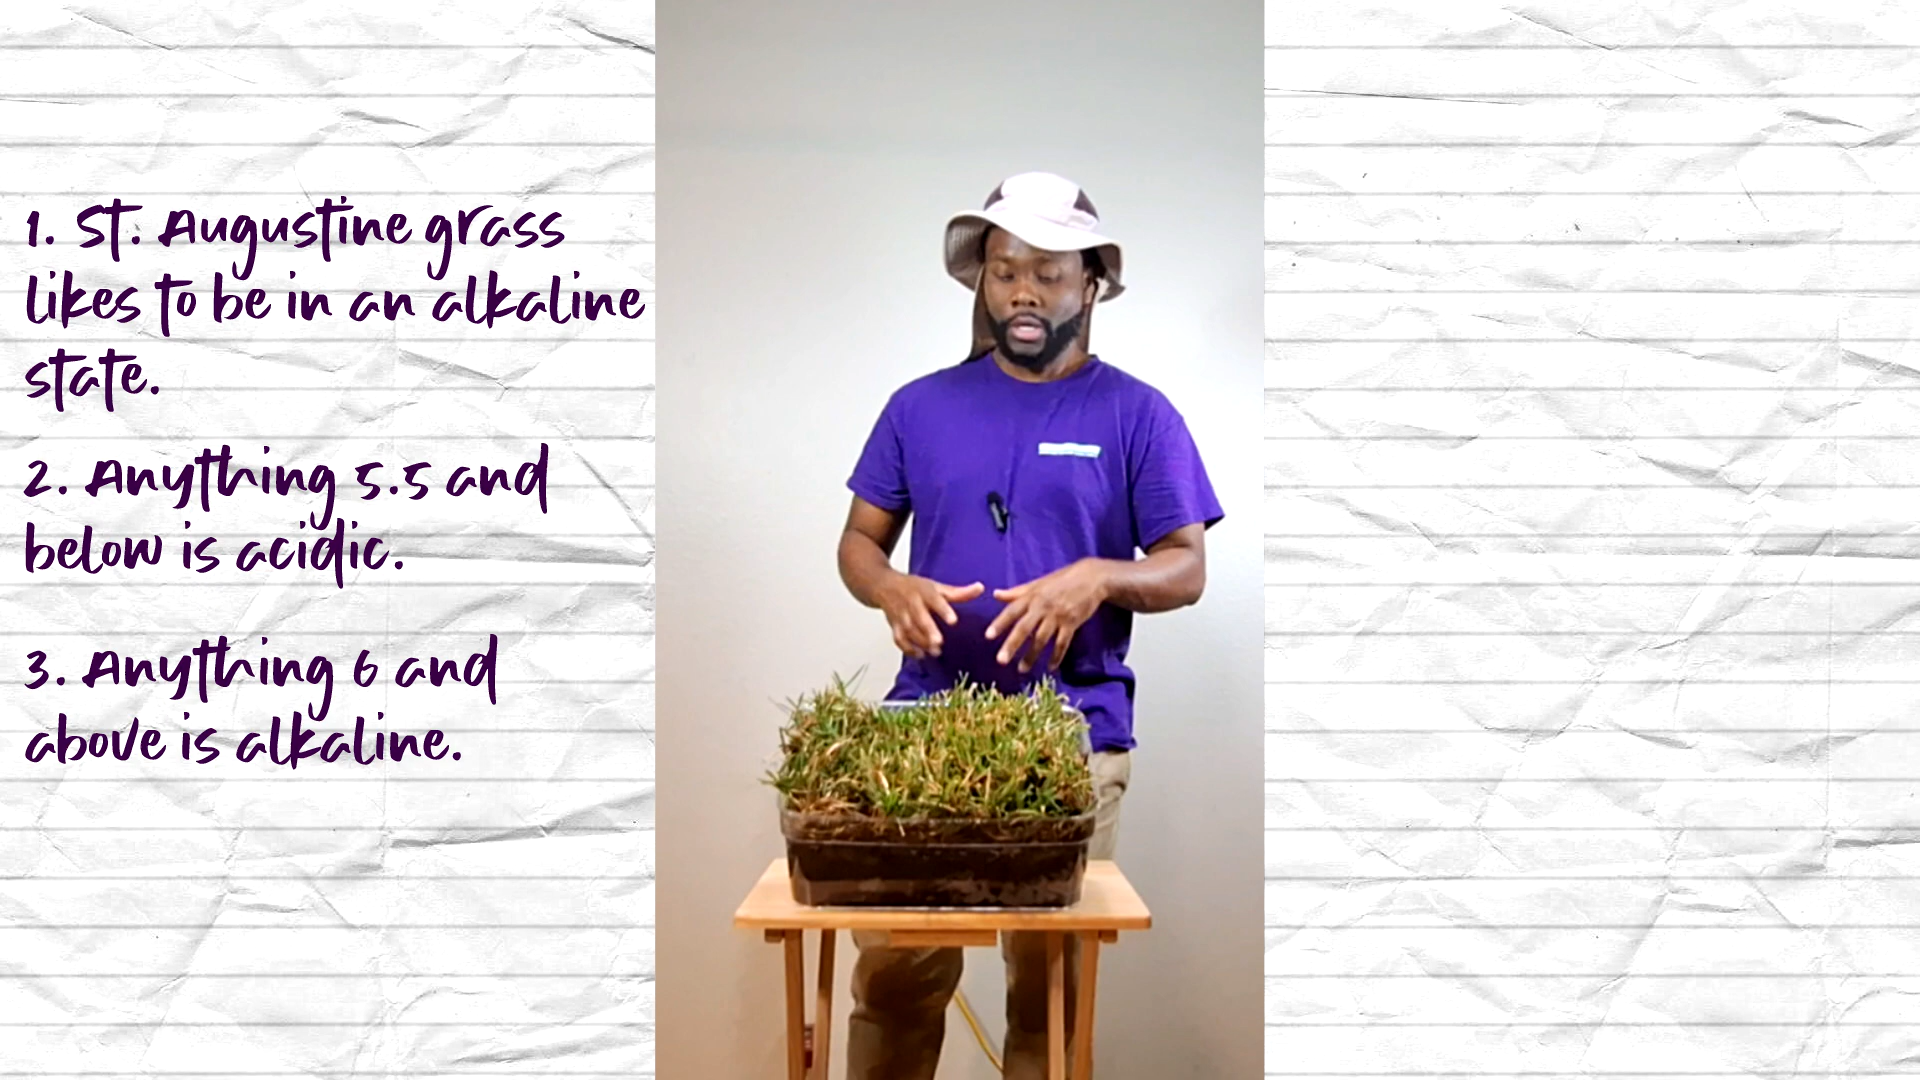 1. St. Augustine grass
likes to be in an alkaline
state.
2. Anything 5.5 and
below is acidic.
3. Anything 6 and
above is alkaline.